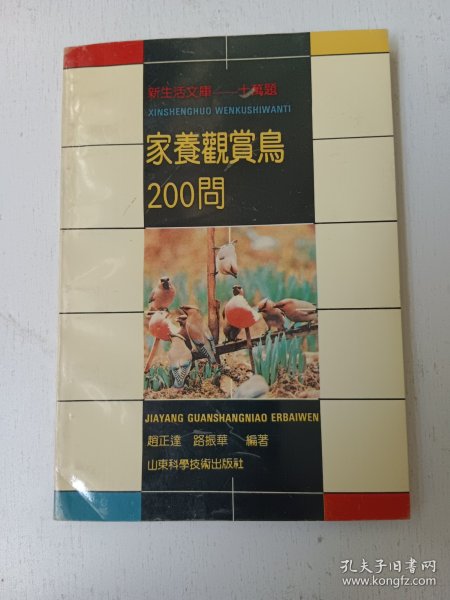 新生活文庫——十萬題
XINSHENGHUO WENKUSHIWANTI
家養觀賞鳥
200問
JIAYANG GUANSHANGNIAO ERBAIWEN
趙正達 路振華 編著
山東科學技術出版社
孔夫子旧书网
www.kongfz.com